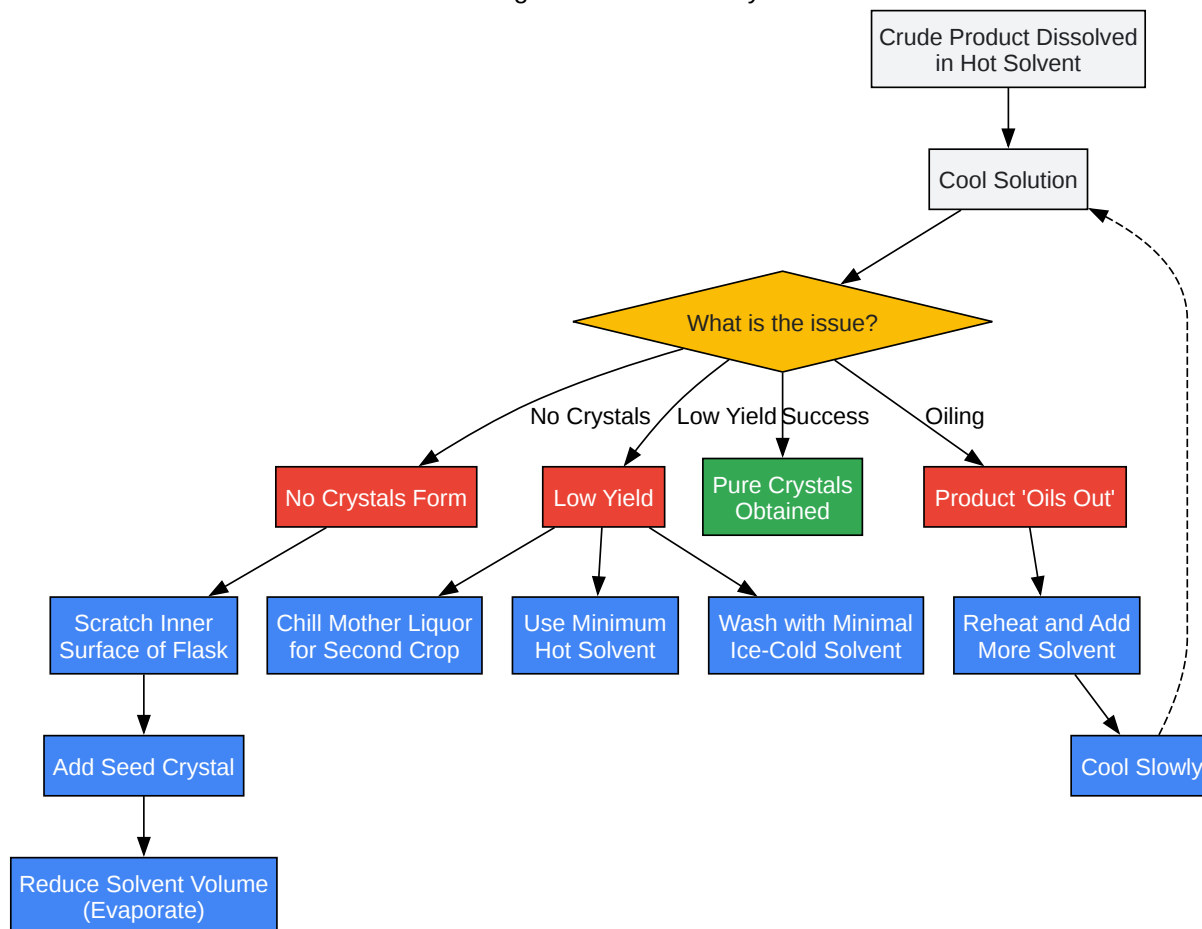 Crude Product Dissolved
in Hot Solvent
Cool Solution
What is the issue?
No Crystals
Low Yield
Success
Oiling
No Crystals Form
Low Yield
Pure Crystals
Obtained
Product 'Oils Out'
Scratch Inner
Surface of Flask
Chill Mother Liquor
for Second Crop
Use Minimum
Hot Solvent
Wash with Minimal
Ice-Cold Solvent
Reheat and Add
More Solvent
Add Seed Crystal
Cool Slowly
Reduce Solvent Volume
(Evaporate)